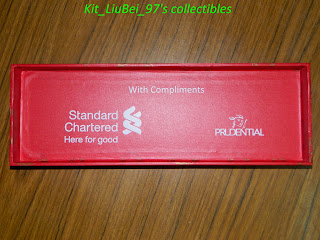 Kit_LiuBei_97's collectibles
With Compliments
Standard
Chartered
Here for good
PRUDENTIAL